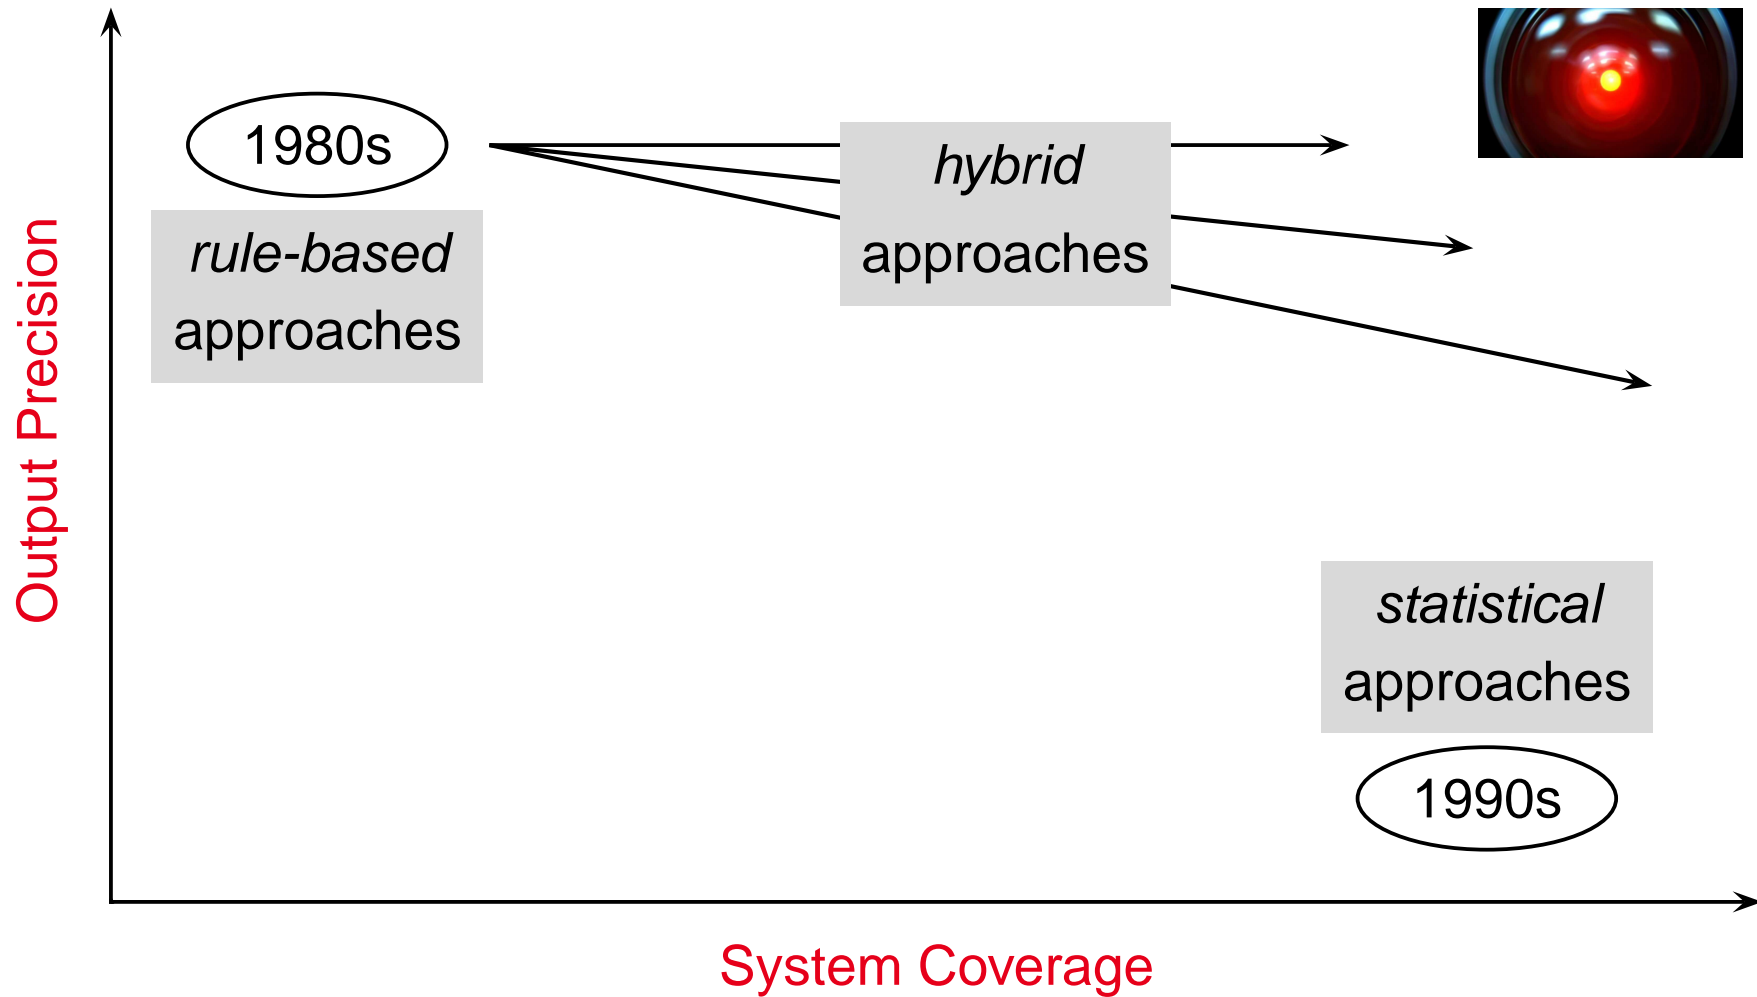 1980s
rule-based
approaches
hybrid
approaches
statistical
approaches
1990s
Output Precision
System Coverage